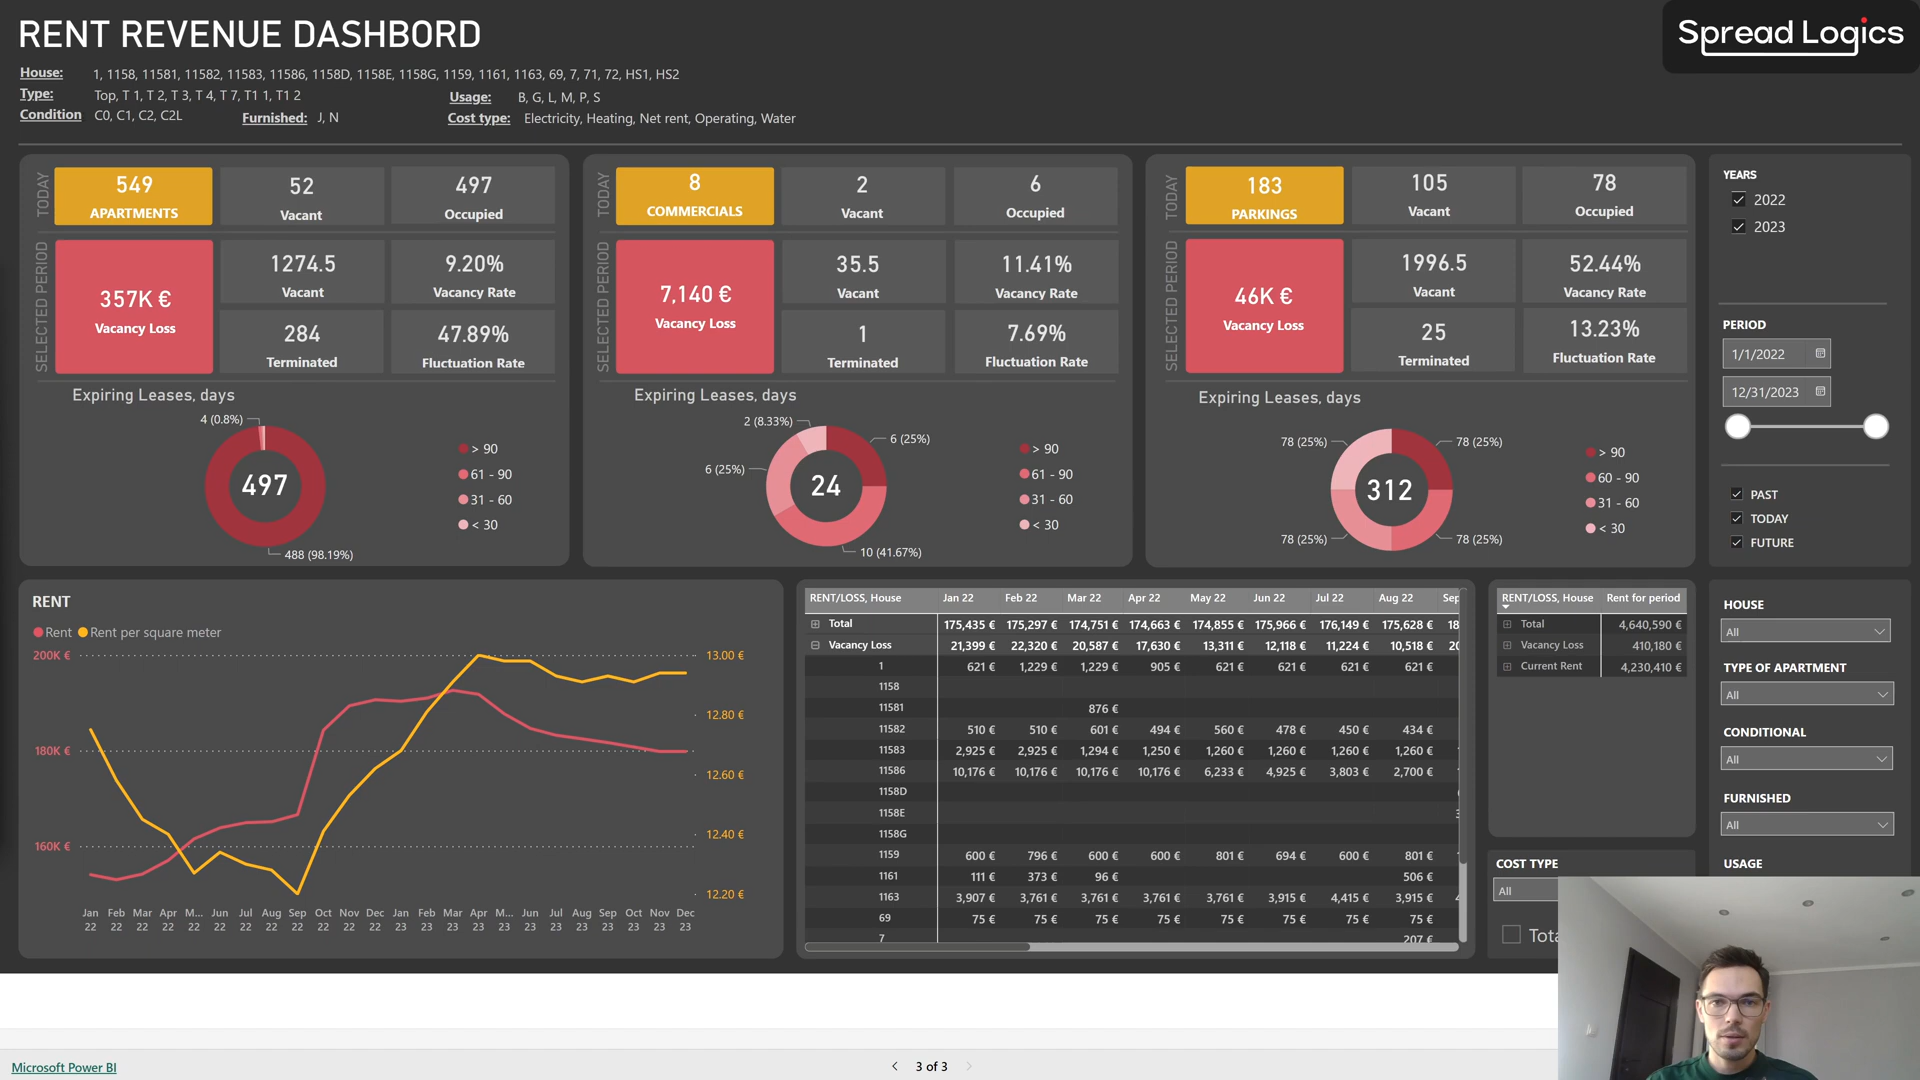 RENT REVENUE DASHBORD
Spread Logics
House: 1, 1158, 11581, 11582, 11583, 11586, 1158D, 1158E, 1158G, 1159, 1161, 1163, 69, 7, 71, 72, HS1, HS2
Type: Top, T 1, T 2, T 3, T 4, T 7, T1 1, T1 2 Usage: B, G, L, M, P, S
Condition C0, C1, C2, C2L Furnished: J, N Cost type: Electricity, Heating, Net rent, Operating, Water
TODAY
549 APARTMENTS
52 Vacant
497 Occupied
SELECTED PERIOD
357K € Vacancy Loss
1274.5 Vacant
9.20% Vacancy Rate
284 Terminated
47.89% Fluctuation Rate
Expiring Leases, days
4 (0.8%)
497
488 (98.19%)
> 90
61 - 90
31 - 60
< 30
TODAY
8 COMMERCIALS
2 Vacant
6 Occupied
SELECTED PERIOD
7,140 € Vacancy Loss
35.5 Vacant
11.41% Vacancy Rate
1 Terminated
7.69% Fluctuation Rate
Expiring Leases, days
2 (8.33%)
6 (25%)
6 (25%)
24
10 (41.67%)
> 90
61 - 90
31 - 60
< 30
TODAY
183 PARKINGS
105 Vacant
78 Occupied
SELECTED PERIOD
46K € Vacancy Loss
1996.5 Vacant
52.44% Vacancy Rate
25 Terminated
13.23% Fluctuation Rate
Expiring Leases, days
78 (25%)
78 (25%)
312
78 (25%)
78 (25%)
> 90
60 - 90
31 - 60
< 30
YEARS
2022
2023
PERIOD
1/1/2022
12/31/2023
PAST
TODAY
FUTURE
RENT
Rent Rent per square meter
200K € 13.00 €
12.80 €
180K €
12.60 €
12.40 €
160K €
12.20 €
Jan Feb Mar Apr M... Jun Jul Aug Sep Oct Nov Dec Jan Feb Mar Apr M... Jun Jul Aug Sep Oct Nov Dec
22 22 22 22 22 22 22 22 22 22 22 22 23 23 23 23 23 23 23 23 23 23 23 23
RENT/LOSS, House Jan 22 Feb 22 Mar 22 Apr 22 May 22 Jun 22 Jul 22 Aug 22 Sep
Total 175,435 € 175,297 € 174,751 € 174,663 € 174,855 € 175,966 € 176,149 € 175,628 € 18
Vacancy Loss 21,399 € 22,320 € 20,587 € 17,630 € 13,311 € 12,118 € 11,224 € 10,518 € 20
1 621 € 1,229 € 1,229 € 905 € 621 € 621 € 621 € 621 €
1158
11581 876 €
11582 510 € 510 € 601 € 494 € 560 € 478 € 450 € 434 €
11583 2,925 € 2,925 € 1,294 € 1,250 € 1,260 € 1,260 € 1,260 € 1,260 €
11586 10,176 € 10,176 € 10,176 € 10,176 € 6,233 € 4,925 € 3,803 € 2,700 €
1158D
1158E
1158G
1159 600 € 796 € 600 € 600 € 801 € 694 € 600 € 801 €
1161 111 € 373 € 96 € 506 €
1163 3,907 € 3,761 € 3,761 € 3,761 € 3,761 € 3,915 € 4,415 € 3,915 €
69 75 € 75 € 75 € 75 € 75 € 75 € 75 € 75 €
7 207 €
RENT/LOSS, House Rent for period
Total 4,640,590 €
Vacancy Loss 410,180 €
Current Rent 4,230,410 €
COST TYPE
All
Tota
HOUSE
All
TYPE OF APARTMENT
All
CONDITIONAL
All
FURNISHED
All
USAGE
Microsoft Power BI
3 of 3